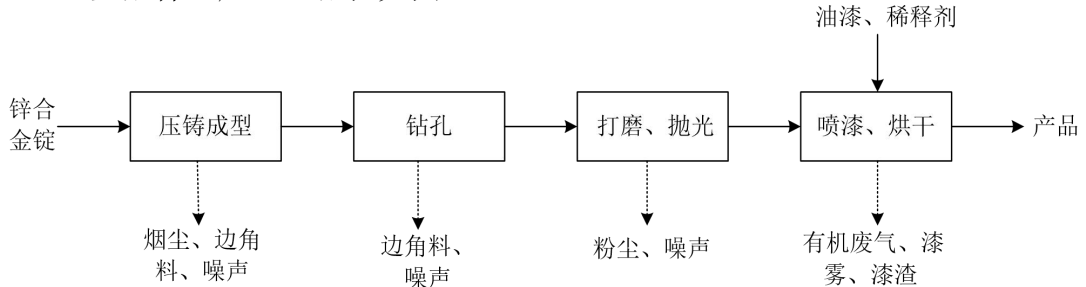 油漆、稀释剂
锌合
金锭
压铸成型
钻孔
打磨、抛光
喷漆、烘干
产品
烟尘、边角
料、噪声
边角料、
噪声
粉尘、噪声
有机废气、漆
雾、漆渣